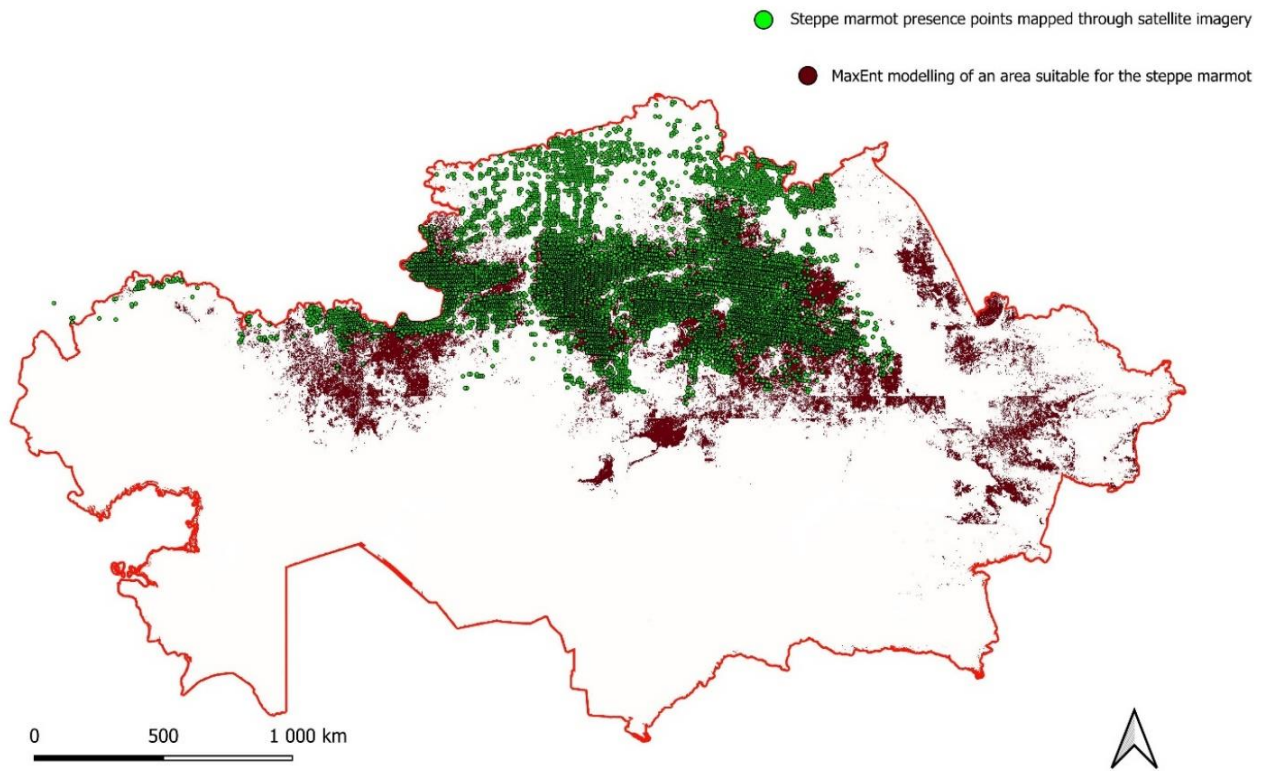 Steppe marmot presence points mapped through satellite imagery
MaxEnt modelling of an area suitable for the steppe marmot
0 500 1 000 km